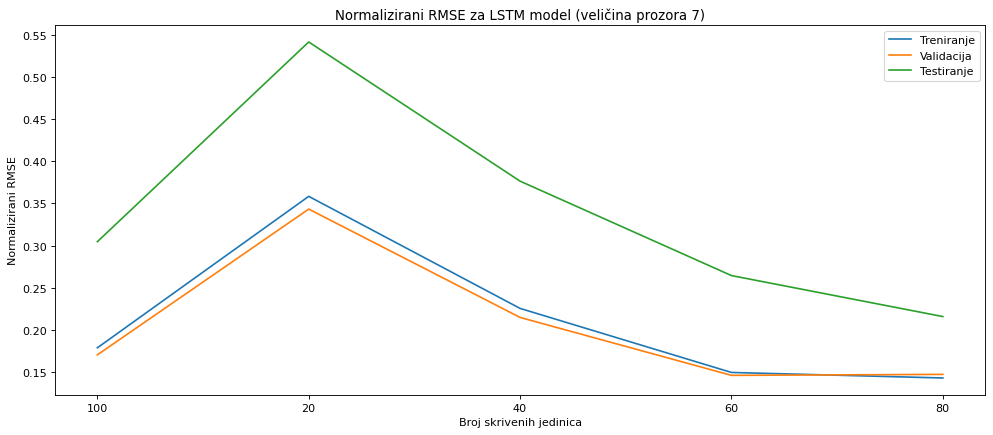 Normalizirani RMSE za LSTM model (veličina prozora 7)
Treniranje
Validacija
Testiranje
Normalizirani RMSE
0.55
0.50
0.45
0.40
0.35
0.30
0.25
0.20
0.15
100 20 40 60 80
Broj skrivenih jedinica